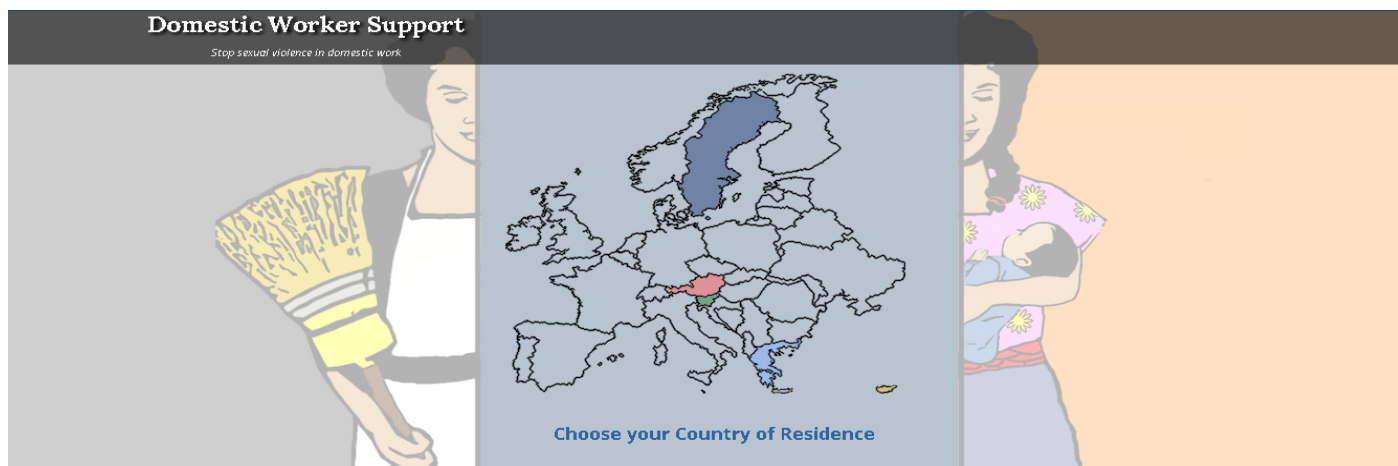 Domestic Worker Support
Stop sexual violence in domestic work
Choose your Country of Residence